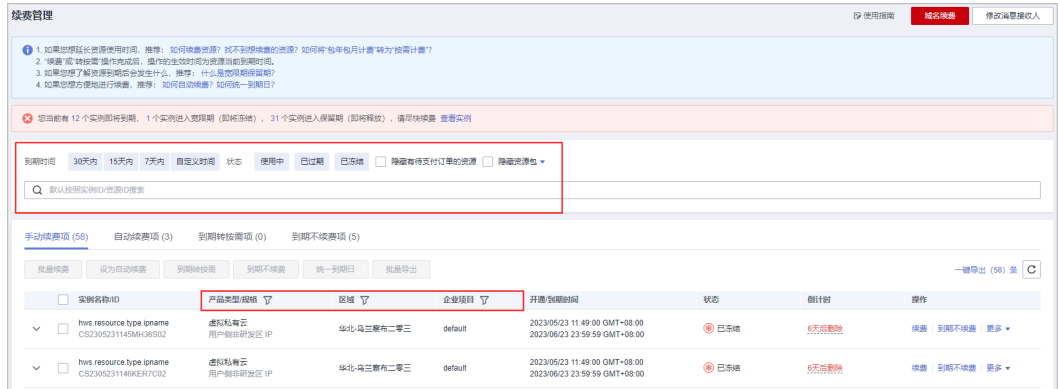 续费管理
使用指南
域名续费
修改消息接收人
1. 如果您想延长资源使用时间，推荐： 如何续费资源? 找不到想续费的资源? 如何将"包年包月计费"转为"按需计费"?
2. "续费"或"转按需"操作完成后，操作的生效时间为资源当前到期时间。
3. 如果您想了解资源到期后会发生什么，推荐： 什么是宽限期保留期?
4. 如果您想方便地进行续费，推荐： 如何自动续费? 如何统一到期日?
您当前有 12 个实例即将到期， 1 个实例进入宽限期（即将冻结）， 31 个实例进入保留期（即将释放），请尽快续费 查看实例
到期时间 30天内 15天内 7天内 自定义时间 状态 使用中 已过期 已冻结 隐藏有待支付订单的资源 隐藏资源包
默认按照实例ID/资源ID搜索
手动续费项 (58) 自动续费项 (3) 到期转按需项 (0) 到期不续费项 (5)
批量续费 设为自动续费 到期转按需 到期不续费 统一到期日 批量导出 一键导出 (58) 条
实例名称/ID 产品类型/规格 区域 企业项目 开通/到期时间 状态 倒计时 操作
hws.resource.type.ipname 虚拟私有云 华北-乌兰察布二零三 default 2023/05/23 11:49:00 GMT+08:00 已冻结 6天后删除 续费 到期不续费 更多
CS2305231145MH36S02 用户侧非研发区 IP 2023/06/23 23:59:59 GMT+08:00
hws.resource.type.ipname 虚拟私有云 华北-乌兰察布二零三 default 2023/05/23 11:49:00 GMT+08:00 已冻结 6天后删除 续费 到期不续费 更多
CS2305231146KER7C02 用户侧非研发区 IP 2023/06/23 23:59:59 GMT+08:00